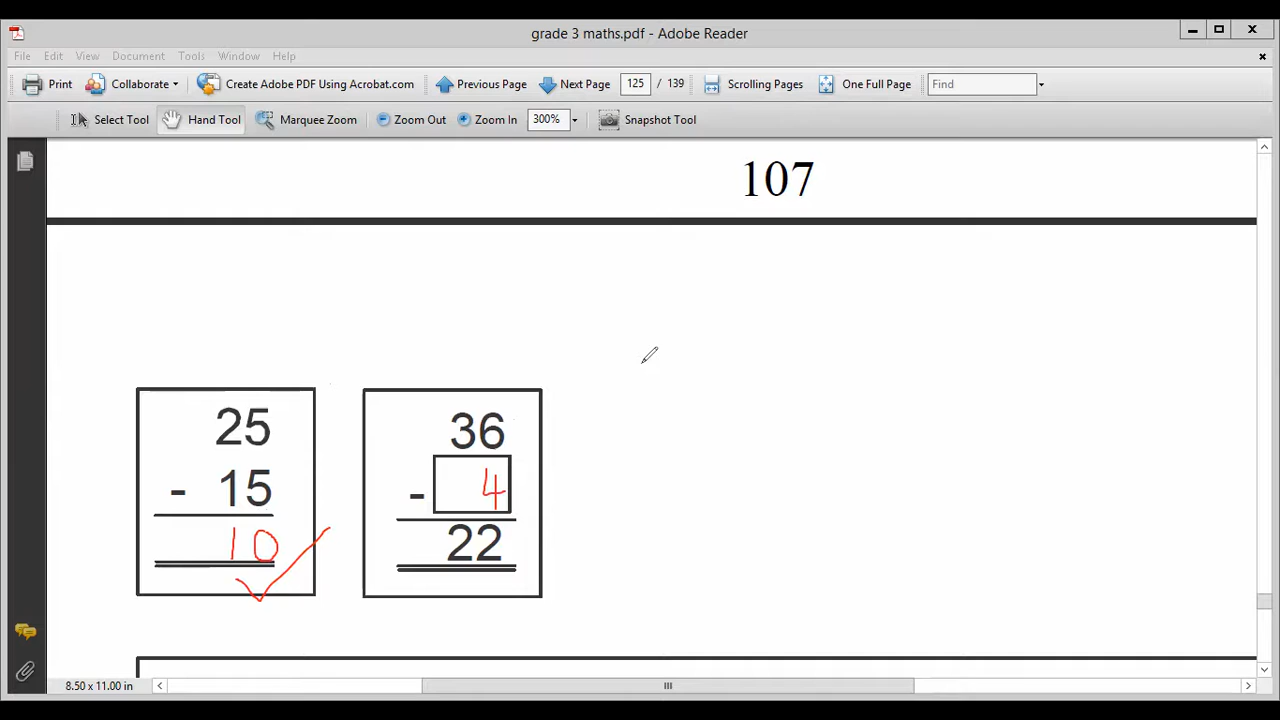 grade 3 maths.pdf - Adobe Reader
File Edit View Document Tools Window Help
Print Collaborate Create Adobe PDF Using Acrobat.com Previous Page Next Page 125 / 139 Scrolling Pages One Full Page Find
Select Tool Hand Tool Marquee Zoom Zoom Out Zoom In 300% Snapshot Tool
107
25
- 15
10
36
- 4
22
8.50 x 11.00 in